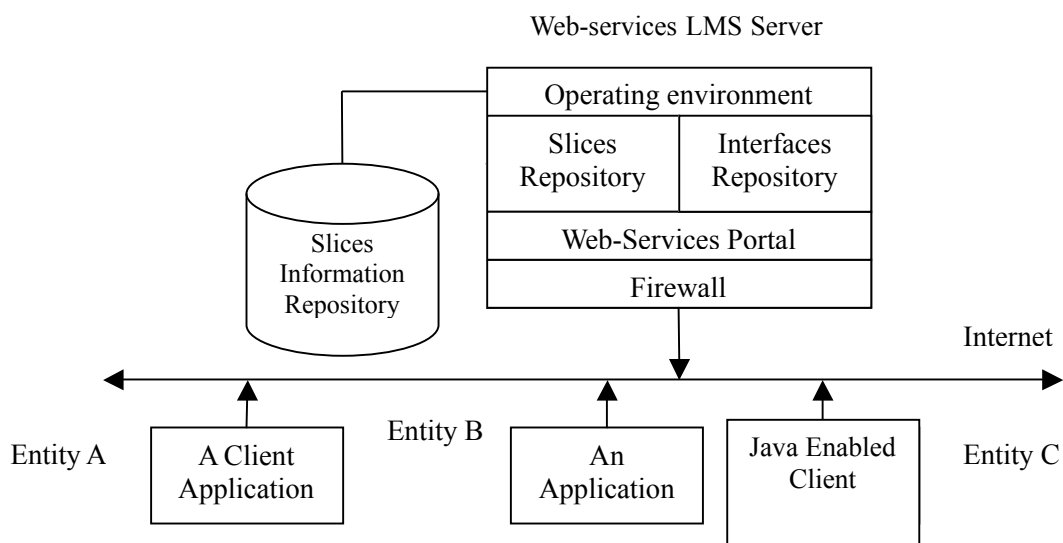 Web-services LMS Server
Operating environment
Slices
Repository
Interfaces
Repository
Slices
Information
Repository
Web-Services Portal
Firewall
Internet
Entity A
A Client
Application
Entity B
An
Application
Java Enabled
Client
Entity C